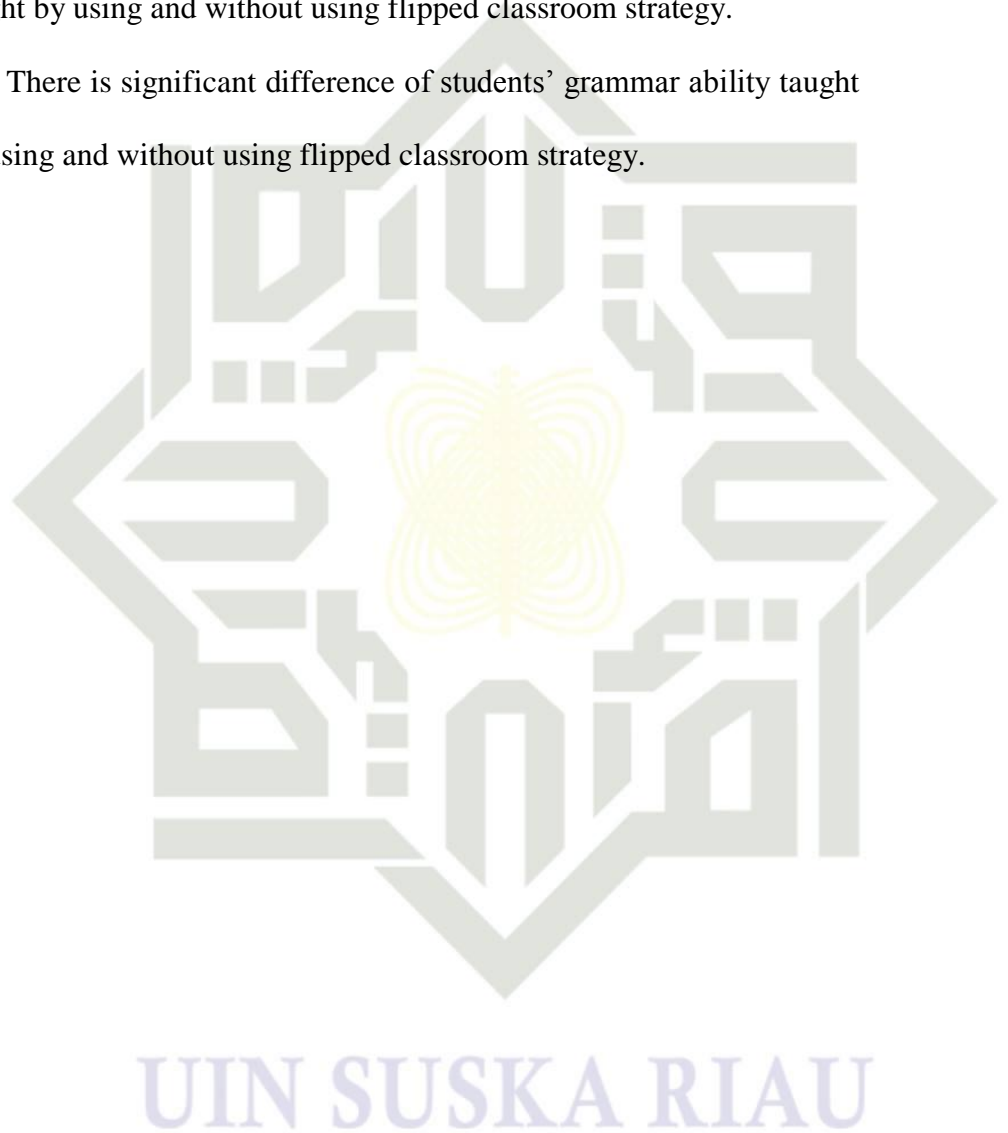 ht by using and without using flipped classroom strategy.
There is significant difference of students’ grammar ability taught
sing and without using flipped classroom strategy.
UIN SUSKA RIAU